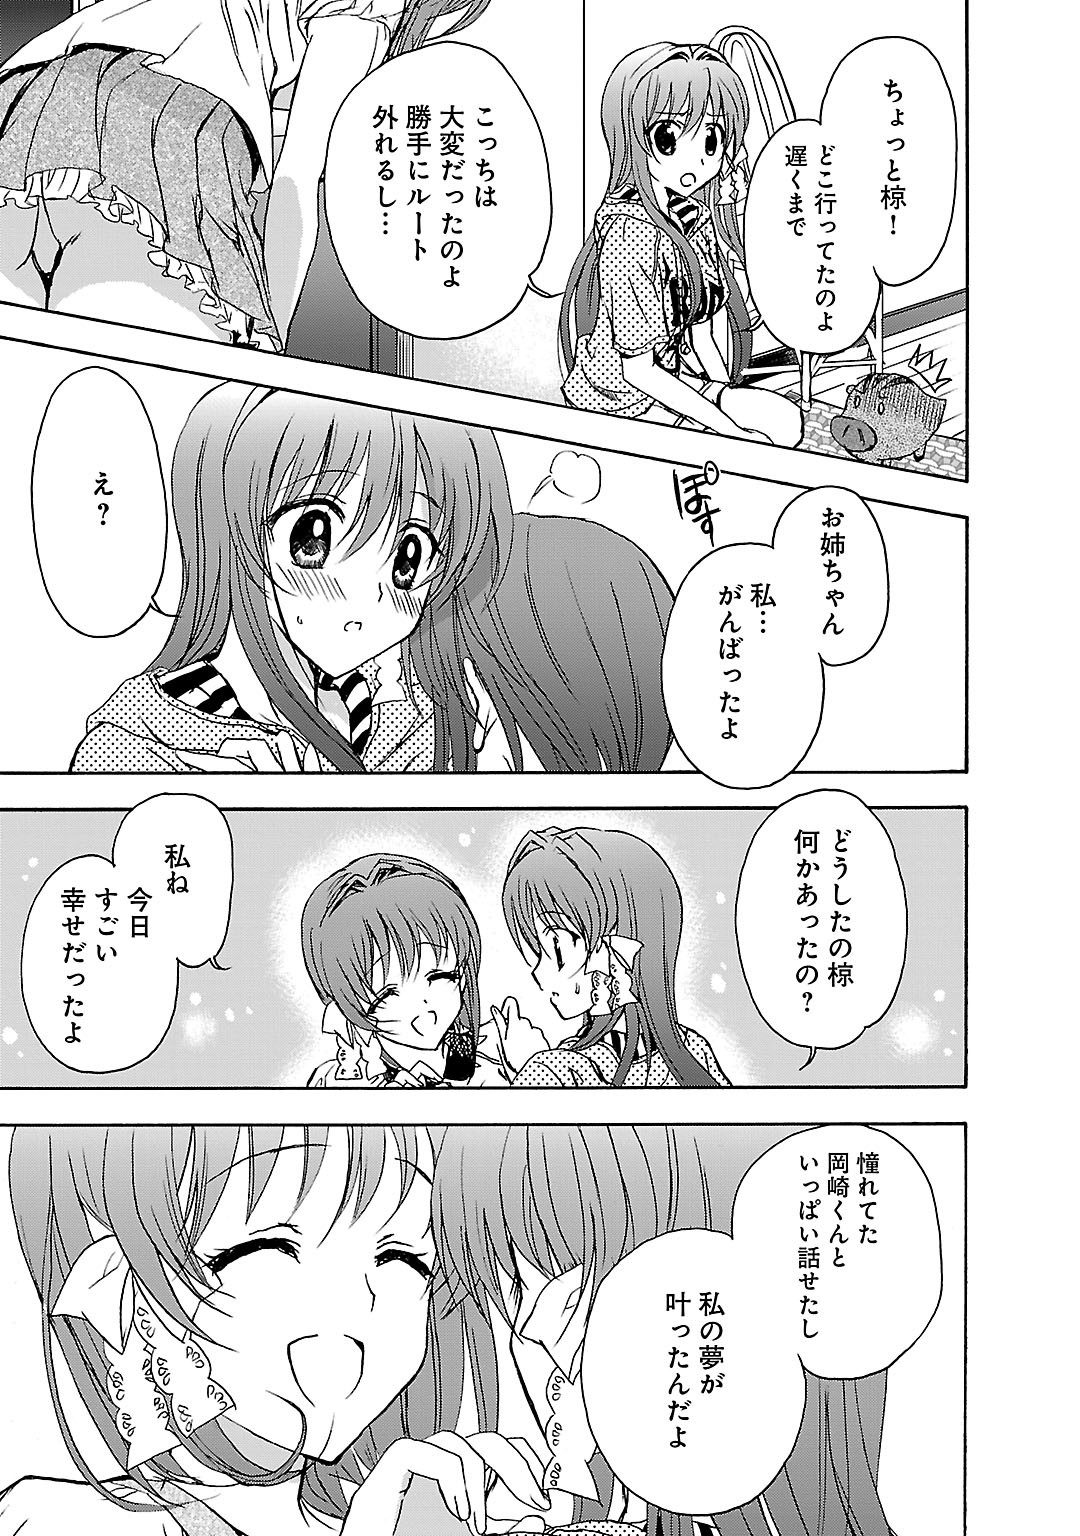 ちょっと椋！
どこ行ってたのよ
遅くまで
こっちは
大変だったのよ
勝手にルート
外れるし…
お姉ちゃん
私…
がんばったよ
ぽす
え？
どうしたの椋
何かあったの？
私ね
今日
すごい
幸せだったよ
憧れてた
岡崎くんと
いっぱい話せたし
私の夢が
叶ったんだよ